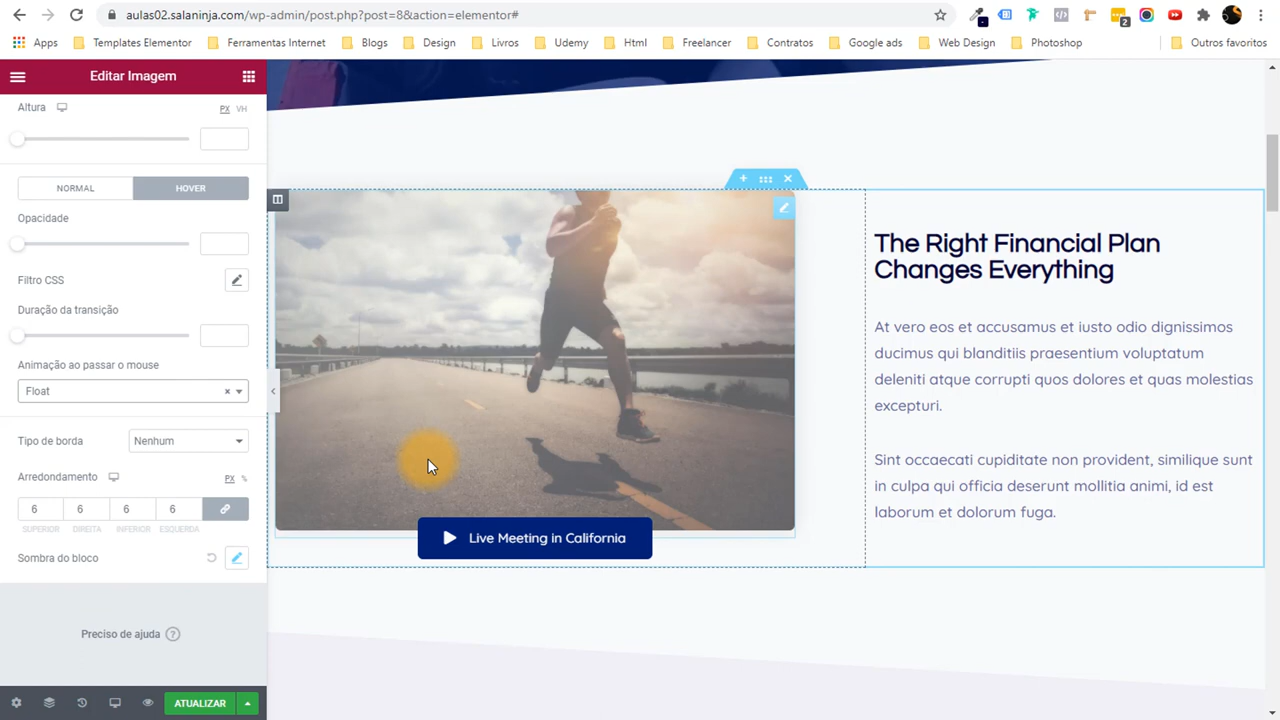 aulas02.salaninja.com/wp-admin/post.php?post=8&action=elementor#
2
Apps Templates Elementor Ferramentas Internet Blogs Design Livros Udemy Html Freelancer Contratos Google ads Web Design Photoshop Outros favoritos
Editar Imagem
Altura PX VH
NORMAL HOVER
Opacidade
Filtro CSS
Duração da transição
Animação ao passar o mouse
Float
Tipo de borda Nenhum
Arredondamento PX %
6 6 6 6
SUPERIOR DIREITA INFERIOR ESQUERDA
Sombra do bloco
Preciso de ajuda ?
ATUALIZAR
Live Meeting in California
The Right Financial Plan
Changes Everything
At vero eos et accusamus et iusto odio dignissimos
ducimus qui blanditiis praesentium voluptatum
deleniti atque corrupti quos dolores et quas molestias
excepturi.
Sint occaecati cupiditate non provident, similique sunt
in culpa qui officia deserunt mollitia animi, id est
laborum et dolorum fuga.